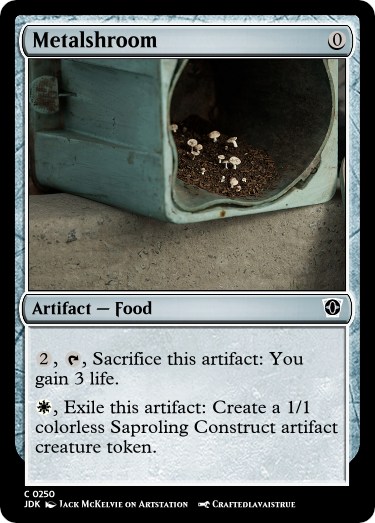 Metalshroom 0
Artifact — Food
2, T, Sacrifice this artifact: You
gain 3 life.
W, Exile this artifact: Create a 1/1
colorless Saproling Construct artifact
creature token.
C 0250
JDK Jack McKelvie on Artstation Craftedlavaistrue